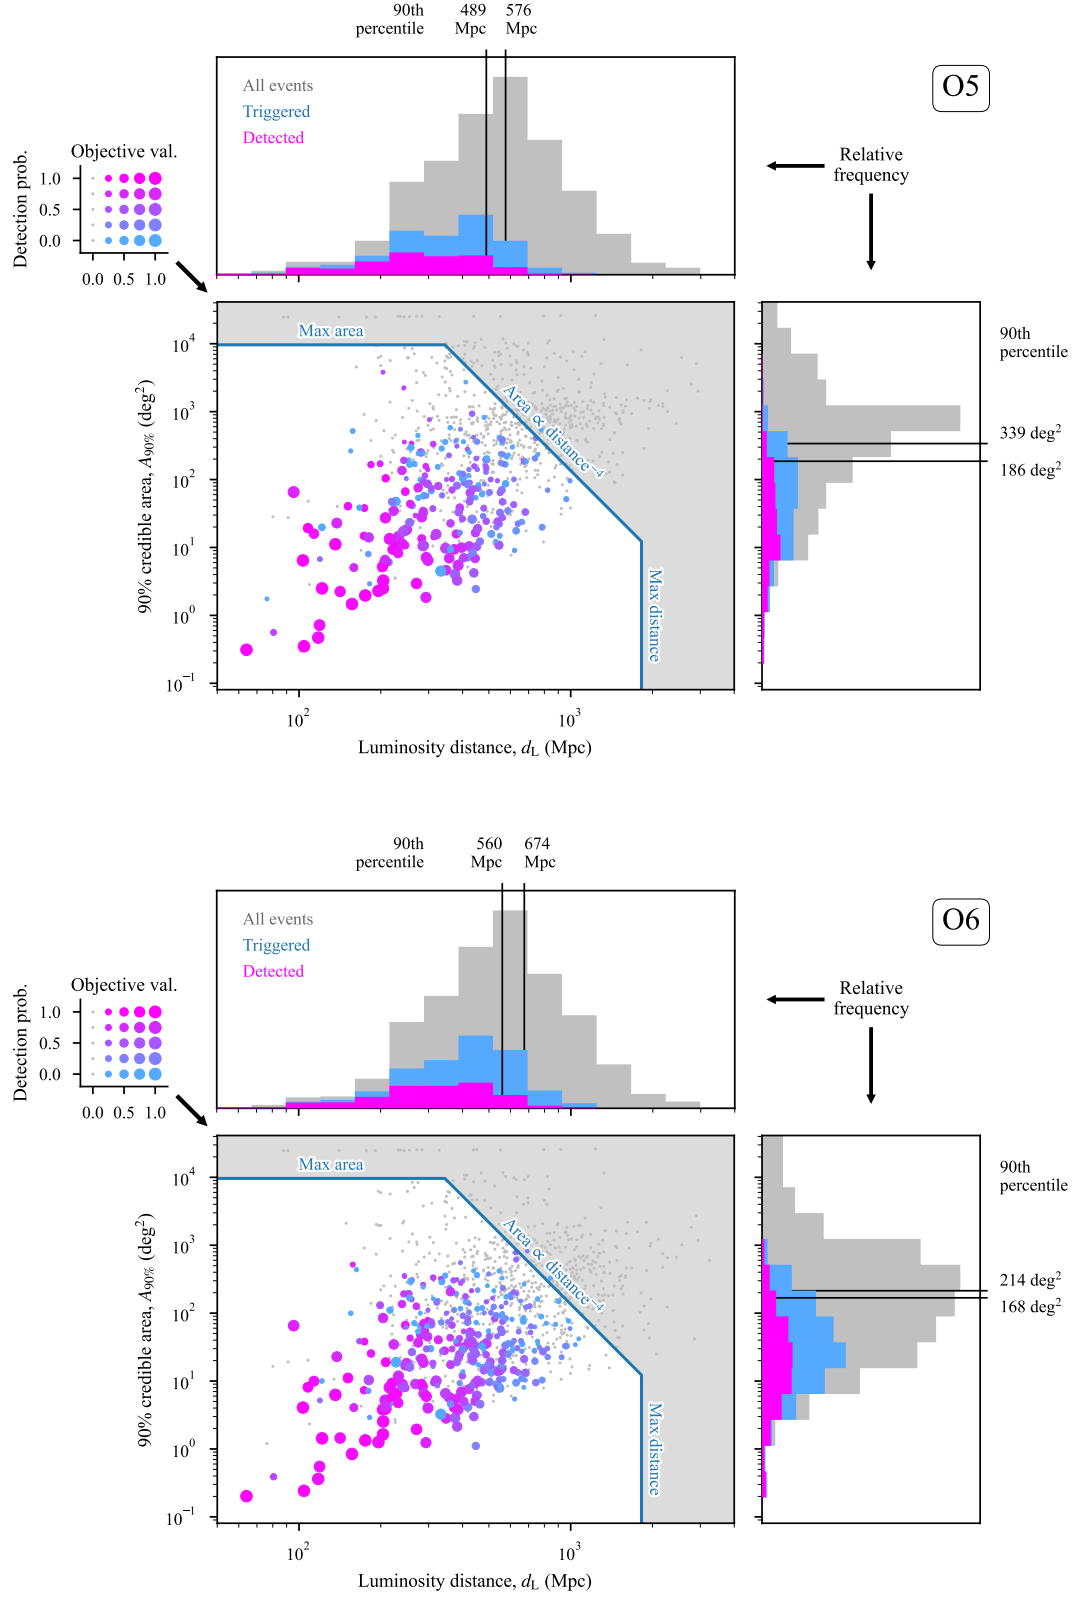 90th
percentile
489
Mpc
576
Mpc
O5
All events
Triggered
Detected
Objective val.
Detection prob.
1.0
0.5
0.0
0.0 0.5 1.0
Relative
frequency
Max area
Area ∝ distance⁻⁴
Max distance
10⁴
10³
10²
10¹
10⁰
10⁻¹
90% credible area, A90% (deg²)
10² 10³
Luminosity distance, dL (Mpc)
90th
percentile
339 deg²
186 deg²
90th
percentile
560
Mpc
674
Mpc
O6
All events
Triggered
Detected
Objective val.
Detection prob.
1.0
0.5
0.0
0.0 0.5 1.0
Relative
frequency
Max area
Area ∝ distance⁻⁴
Max distance
10⁴
10³
10²
10¹
10⁰
10⁻¹
90% credible area, A90% (deg²)
10² 10³
Luminosity distance, dL (Mpc)
90th
percentile
214 deg²
168 deg²